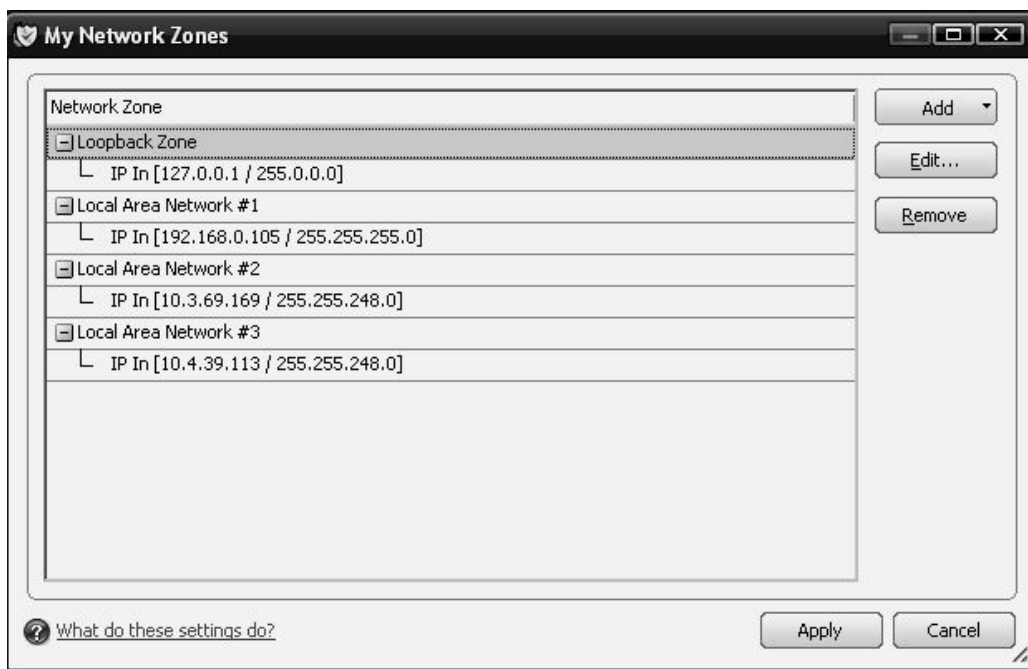 My Network Zones
Network Zone
Loopback Zone
IP In [127.0.0.1 / 255.0.0.0]
Local Area Network #1
IP In [192.168.0.105 / 255.255.255.0]
Local Area Network #2
IP In [10.3.69.169 / 255.255.248.0]
Local Area Network #3
IP In [10.4.39.113 / 255.255.248.0]
Add
Edit...
Remove
What do these settings do?
Apply
Cancel